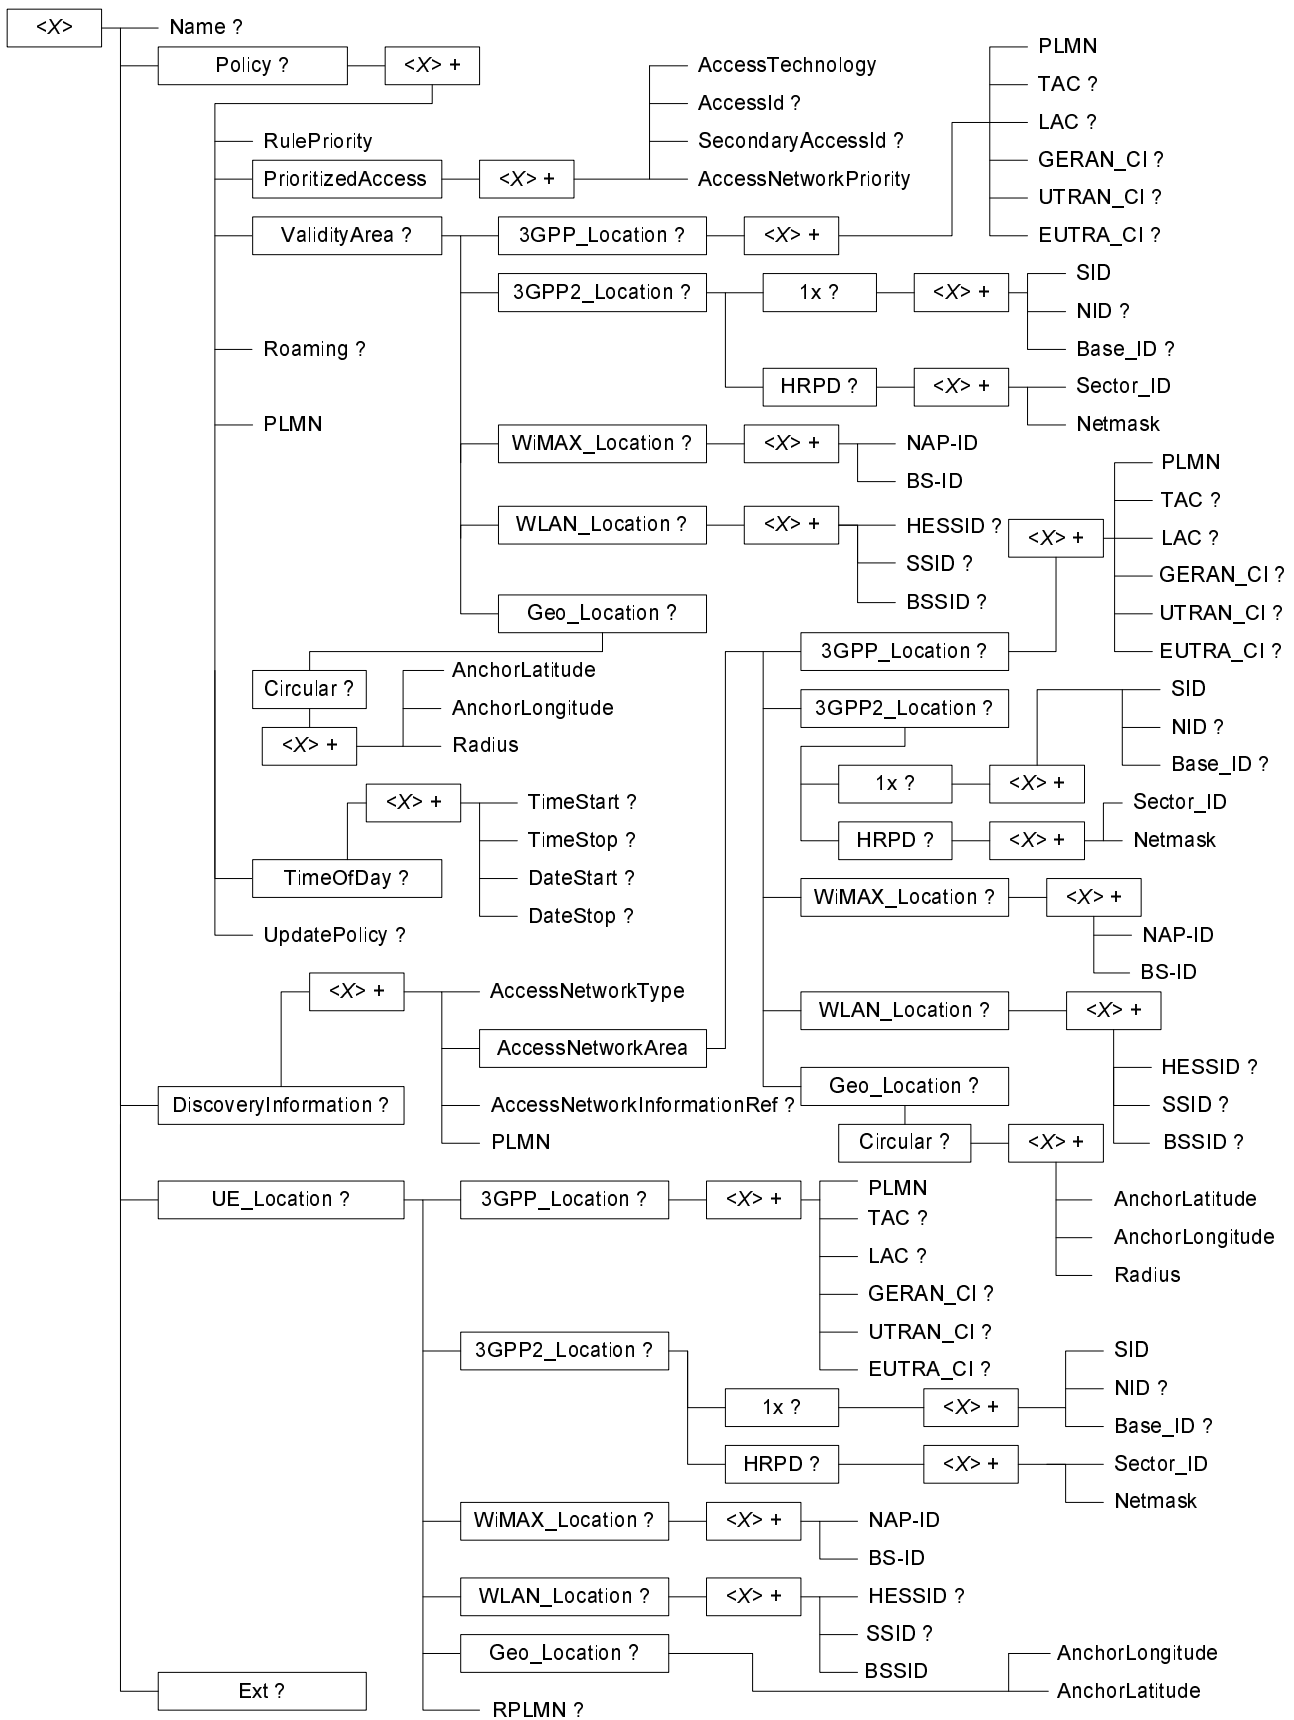 <X>
Name ?
Policy ?
<X> +
RulePriority
PrioritizedAccess
<X> +
AccessTechnology
AccessId ?
SecondaryAccessId ?
AccessNetworkPriority
ValidityArea ?
3GPP_Location ?
<X> +
PLMN
TAC ?
LAC ?
GERAN_CI ?
UTRAN_CI ?
EUTRA_CI ?
3GPP2_Location ?
1x ?
<X> +
SID
NID ?
Base_ID ?
HRPD ?
<X> +
Sector_ID
Netmask
WiMAX_Location ?
<X> +
NAP-ID
BS-ID
WLAN_Location ?
<X> +
HESSID ?
SSID ?
BSSID ?
Geo_Location ?
Circular ?
<X> +
AnchorLatitude
AnchorLongitude
Radius
Roaming ?
PLMN
TimeOfDay ?
<X> +
TimeStart ?
TimeStop ?
DateStart ?
DateStop ?
UpdatePolicy ?
DiscoveryInformation ?
<X> +
AccessNetworkType
AccessNetworkArea
3GPP_Location ?
<X> +
PLMN
TAC ?
LAC ?
GERAN_CI ?
UTRAN_CI ?
EUTRA_CI ?
3GPP2_Location ?
1x ?
<X> +
SID
NID ?
Base_ID ?
HRPD ?
<X> +
Sector_ID
Netmask
WiMAX_Location ?
<X> +
NAP-ID
BS-ID
WLAN_Location ?
<X> +
HESSID ?
SSID ?
BSSID ?
Geo_Location ?
Circular ?
<X> +
AnchorLatitude
AnchorLongitude
Radius
AccessNetworkInformationRef ?
PLMN
UE_Location ?
3GPP_Location ?
<X> +
PLMN
TAC ?
LAC ?
GERAN_CI ?
UTRAN_CI ?
EUTRA_CI ?
3GPP2_Location ?
1x ?
<X> +
SID
NID ?
Base_ID ?
HRPD ?
<X> +
Sector_ID
Netmask
WiMAX_Location ?
<X> +
NAP-ID
BS-ID
WLAN_Location ?
<X> +
HESSID ?
SSID ?
BSSID
Geo_Location ?
AnchorLongitude
AnchorLatitude
RPLMN ?
Ext ?